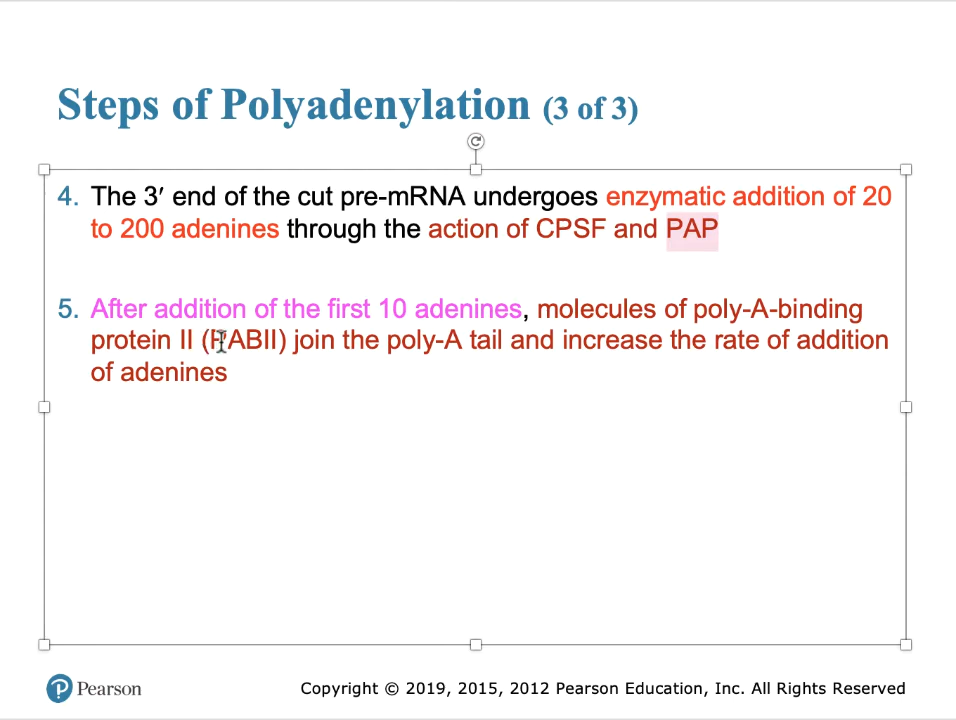 Steps of Polyadenylation (3 of 3)
4. The 3′ end of the cut pre-mRNA undergoes enzymatic addition of 20
to 200 adenines through the action of CPSF and PAP
5. After addition of the first 10 adenines, molecules of poly-A-binding
protein II (PABII) join the poly-A tail and increase the rate of addition
of adenines
Pearson
Copyright © 2019, 2015, 2012 Pearson Education, Inc. All Rights Reserved